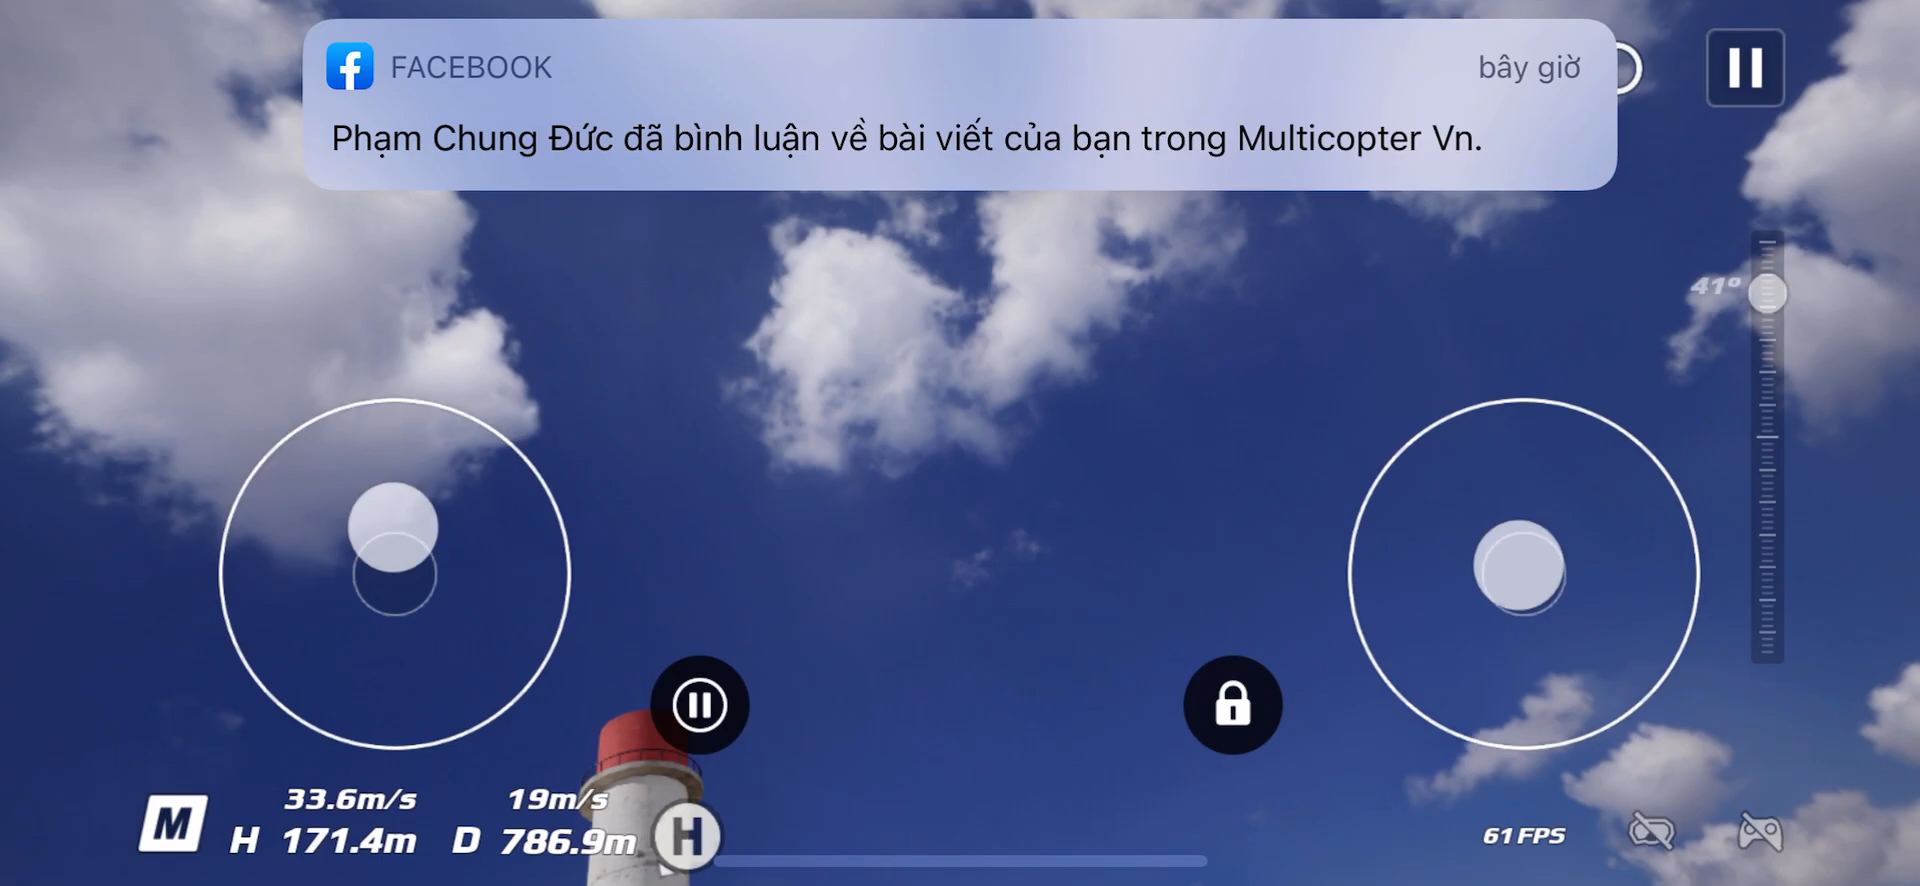 FACEBOOK
bây giờ
Phạm Chung Đức đã bình luận về bài viết của bạn trong Multicopter Vn.
41°
M
33.6m/s 19m/s
H 171.4m D 786.9m
H
61 FPS